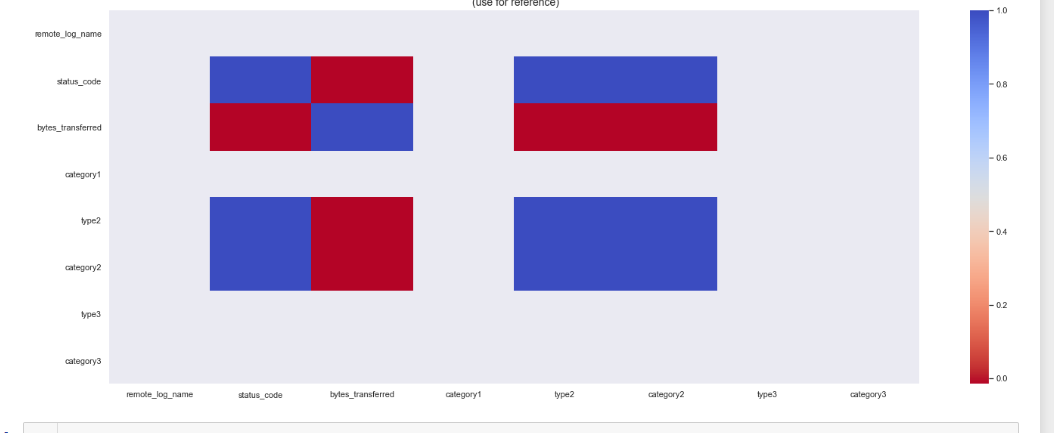 (use for reference)
remote_log_name
status_code
bytes_transferred
category1
type2
category2
type3
category3
remote_log_name status_code bytes_transferred category1 type2 category2 type3 category3
1.0
0.8
0.6
0.4
0.2
0.0